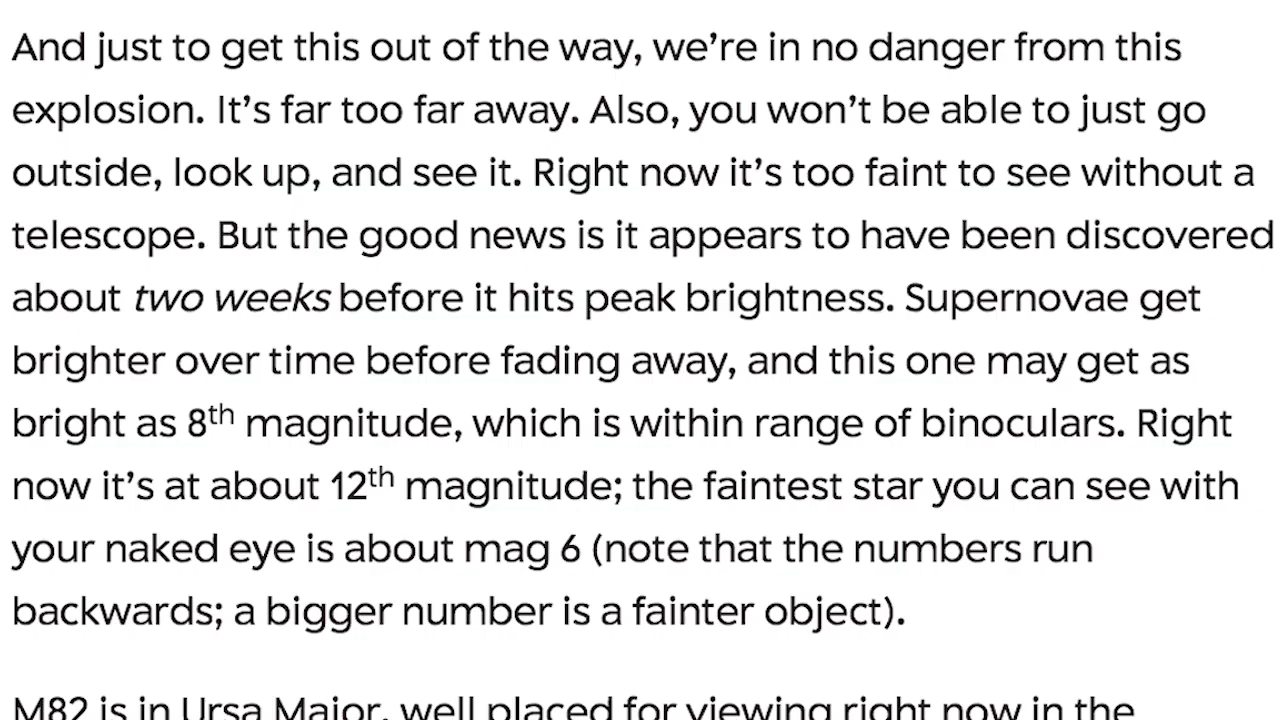 And just to get this out of the way, we’re in no danger from this
explosion. It’s far too far away. Also, you won’t be able to just go
outside, look up, and see it. Right now it’s too faint to see without a
telescope. But the good news is it appears to have been discovered
about two weeks before it hits peak brightness. Supernovae get
brighter over time before fading away, and this one may get as
bright as 8th magnitude, which is within range of binoculars. Right
now it’s at about 12th magnitude; the faintest star you can see with
your naked eye is about mag 6 (note that the numbers run
backwards; a bigger number is a fainter object).
M82 is in Ursa Major, well placed for viewing right now in the